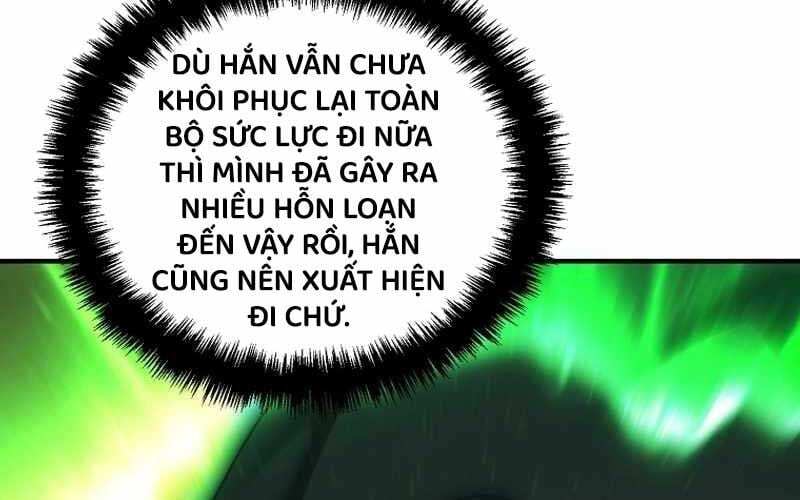 DÙ HẮN VẪN CHƯA
KHÔI PHỤC LẠI TOÀN
BỘ SỨC LỰC ĐI NỮA
THÌ MÌNH ĐÃ GÂY RA
NHIỀU HỖN LOẠN
ĐẾN VẬY RỒI, HẮN
CŨNG NÊN XUẤT HIỆN
ĐI CHỨ.